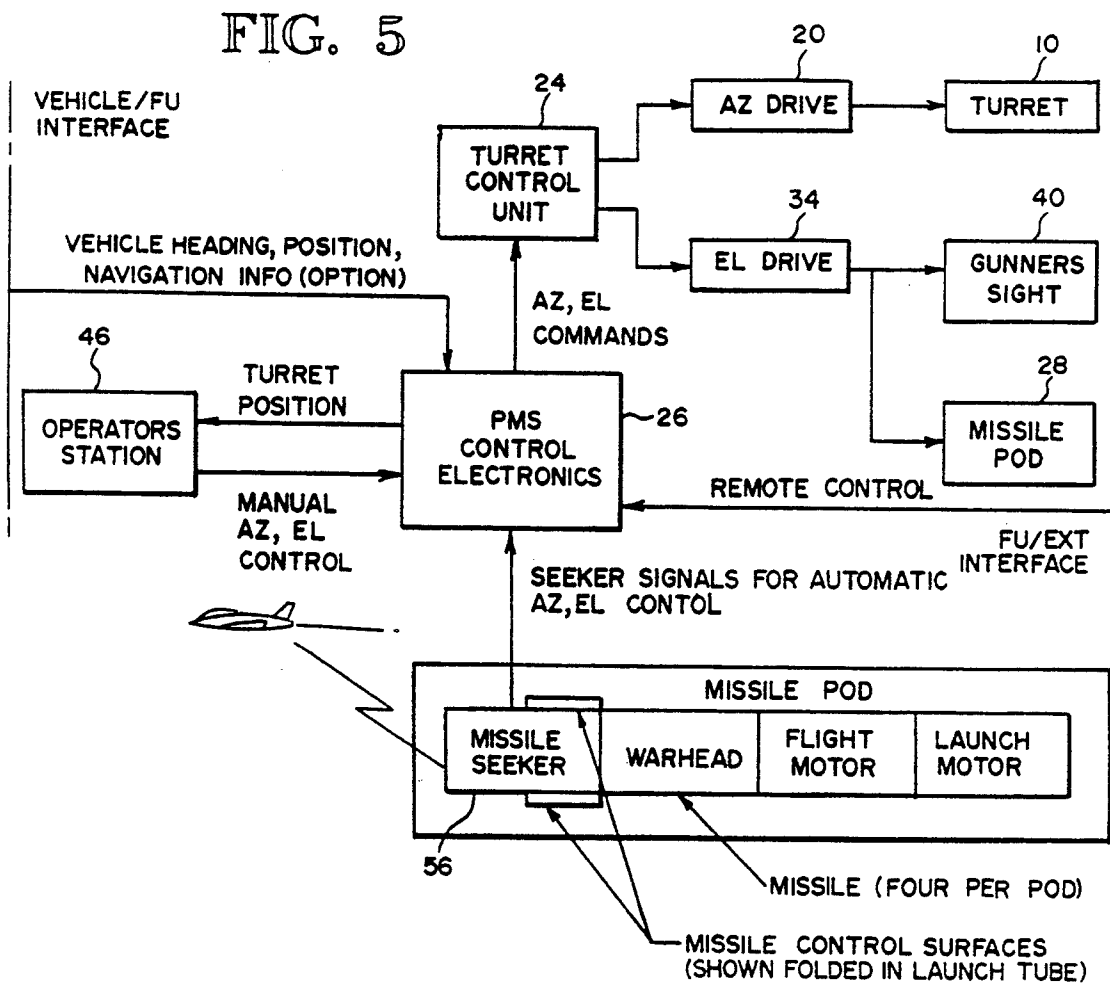 FIG. 5
VEHICLE/FU
INTERFACE
24
20
10
AZ DRIVE
TURRET
TURRET
CONTROL
UNIT
34
40
EL DRIVE
GUNNERS
SIGHT
VEHICLE HEADING, POSITION,
NAVIGATION INFO (OPTION)
AZ, EL
COMMANDS
46
TURRET
POSITION
OPERATORS
STATION
PMS
CONTROL
ELECTRONICS
26
28
MISSILE
POD
MANUAL
AZ, EL
CONTROL
REMOTE CONTROL
FU/EXT
INTERFACE
SEEKER SIGNALS FOR AUTOMATIC
AZ, EL CONTOL
MISSILE POD
MISSILE
SEEKER
WARHEAD
FLIGHT
MOTOR
LAUNCH
MOTOR
56
MISSILE (FOUR PER POD)
MISSILE CONTROL SURFACES
(SHOWN FOLDED IN LAUNCH TUBE)